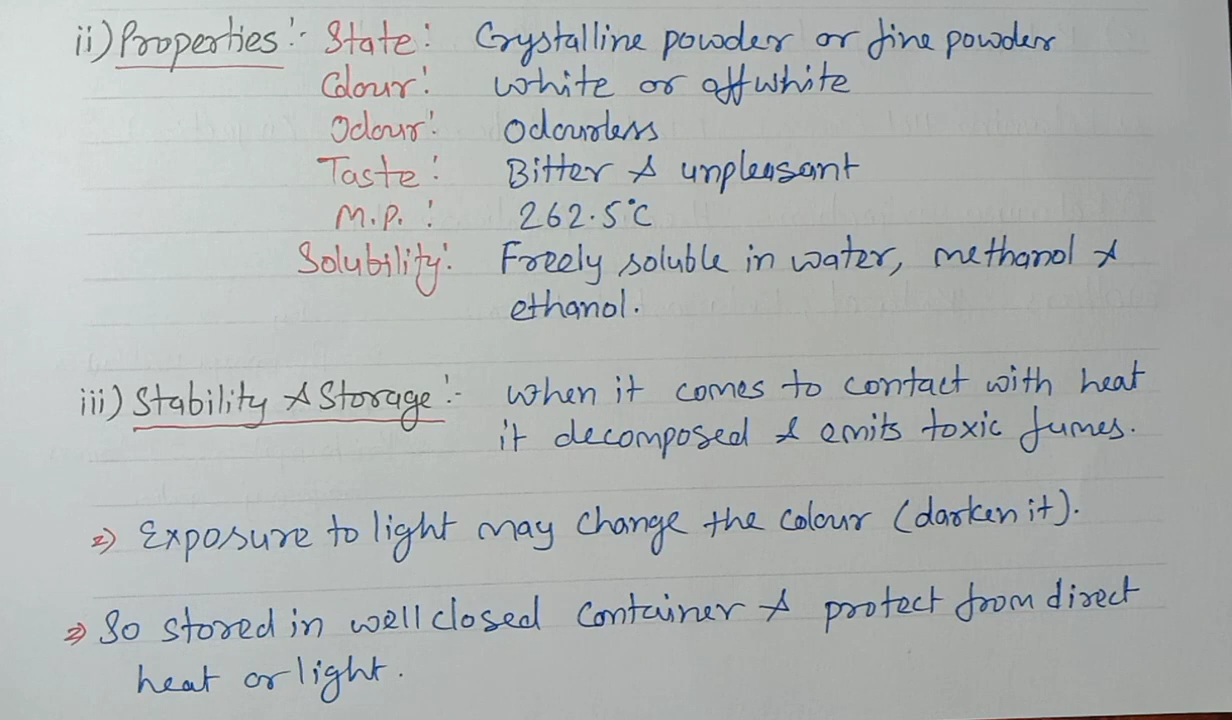 ii) Properties :- State : Crystalline powder or fine powder
Colour : White or offwhite
Odour : Odourless
Taste : Bitter & unpleasant
M.P. : 262.5°C
Solubility : Freely soluble in water, methanol &
ethanol.
iii) Stability & Storage :- When it comes to contact with heat
it decomposed & emits toxic fumes.
⇒ Exposure to light may change the colour (darken it).
⇒ So stored in well closed container & protect from direct
heat or light.